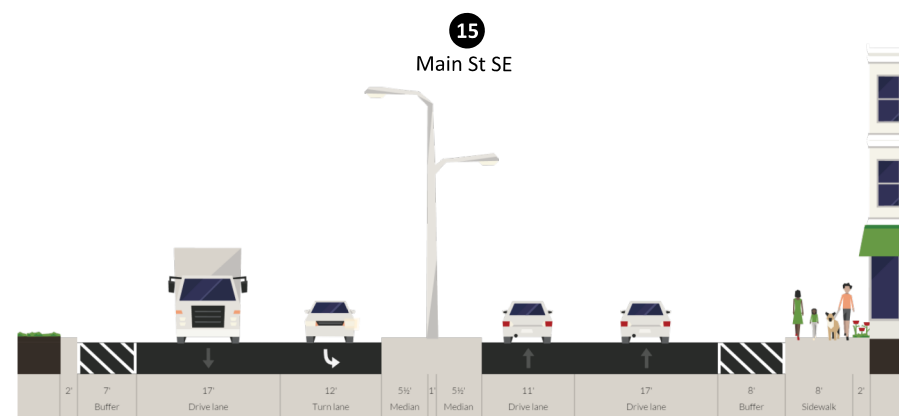 15
Main St SE
2' 7' 17' 12' 5½' 1' 5½' 11' 17' 8' 8' 2'
Buffer Drive lane Turn lane Median Median Drive lane Drive lane Buffer Sidewalk